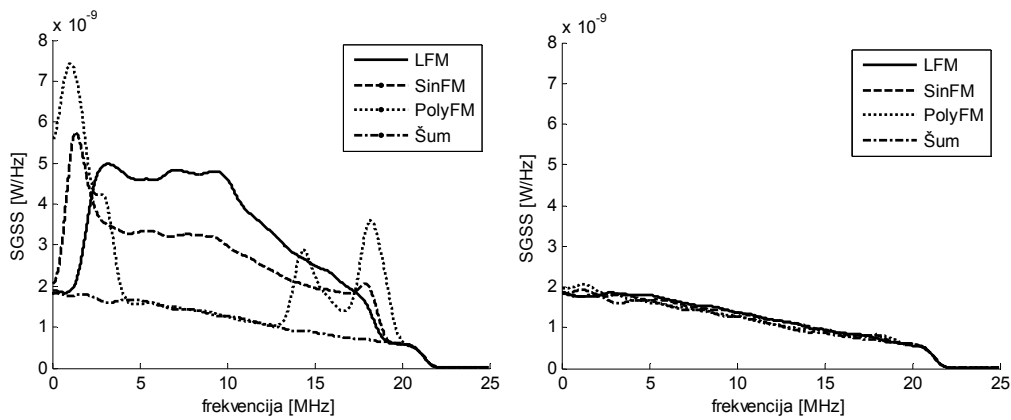 x 10^-9
8
7
6
5
4
3
2
1
0
SGSS [W/Hz]
0 5 10 15 20 25
frekvencija [MHz]
LFM
SinFM
PolyFM
Šum
x 10^-9
8
7
6
5
4
3
2
1
0
SGSS [W/Hz]
0 5 10 15 20 25
frekvencija [MHz]
LFM
SinFM
PolyFM
Šum